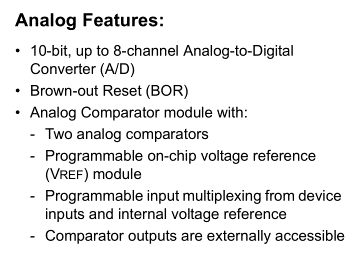 Analog Features:
• 10-bit, up to 8-channel Analog-to-Digital
Converter (A/D)
• Brown-out Reset (BOR)
• Analog Comparator module with:
- Two analog comparators
- Programmable on-chip voltage reference
(VREF) module
- Programmable input multiplexing from device
inputs and internal voltage reference
- Comparator outputs are externally accessible